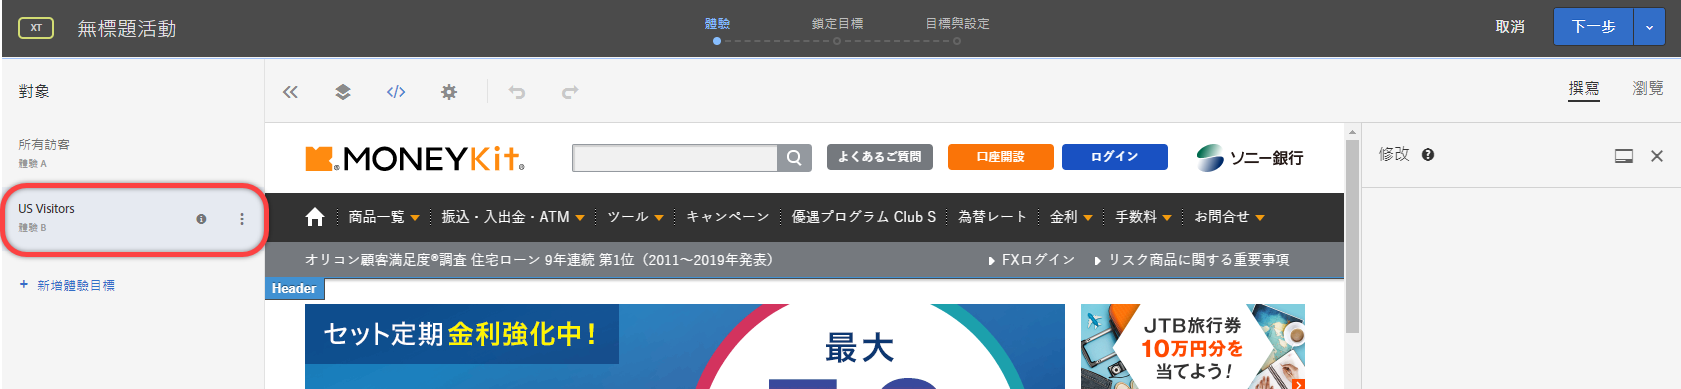 XT
無標題活動
體驗 鎖定目標 目標與設定
取消
下一步
對象
撰寫 瀏覽
所有訪客
體驗 A
US Visitors
體驗 B
+ 新增體驗目標
MONEYKit
よくあるご質問
口座開設
ログイン
ソニー銀行
修改
商品一覧 振込・入出金・ATM ツール キャンペーン 優遇プログラム Club S 為替レート 金利 手数料 お問合せ
オリコン顧客満足度®調査 住宅ローン 9年連続 第1位（2011～2019年発表） FXログイン リスク商品に関する重要事項
Header
セット定期 金利強化中！
最大
JTB旅行券
10万円分を
当てよう！